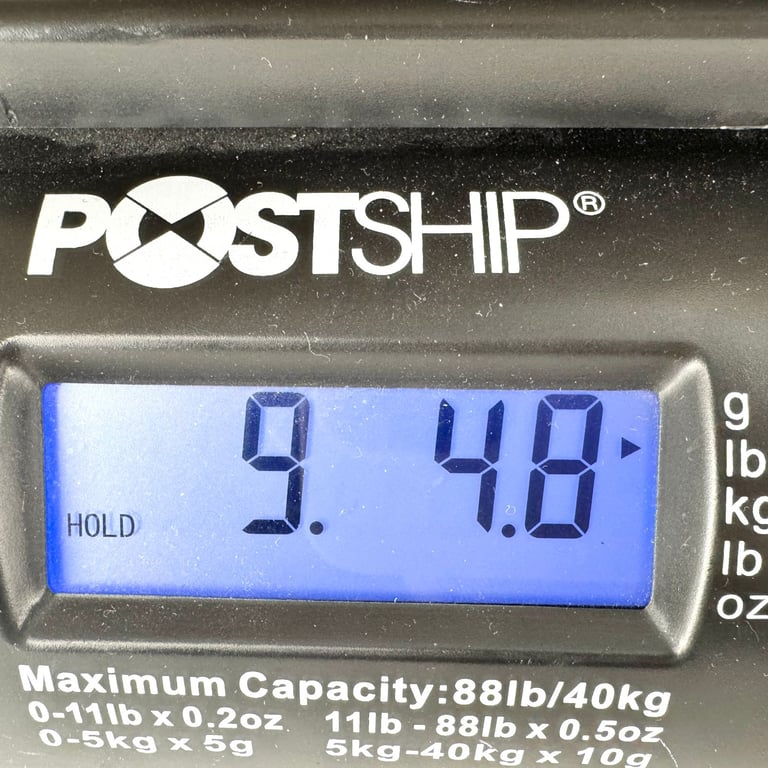 POSTSHIP®
9. 4.8
HOLD
g
lb
kg
lb
oz
Maximum Capacity:88lb/40kg
0-11lb x 0.2oz 11lb - 88lb x 0.5oz
0-5kg x 5g 5kg-40kg x 10g